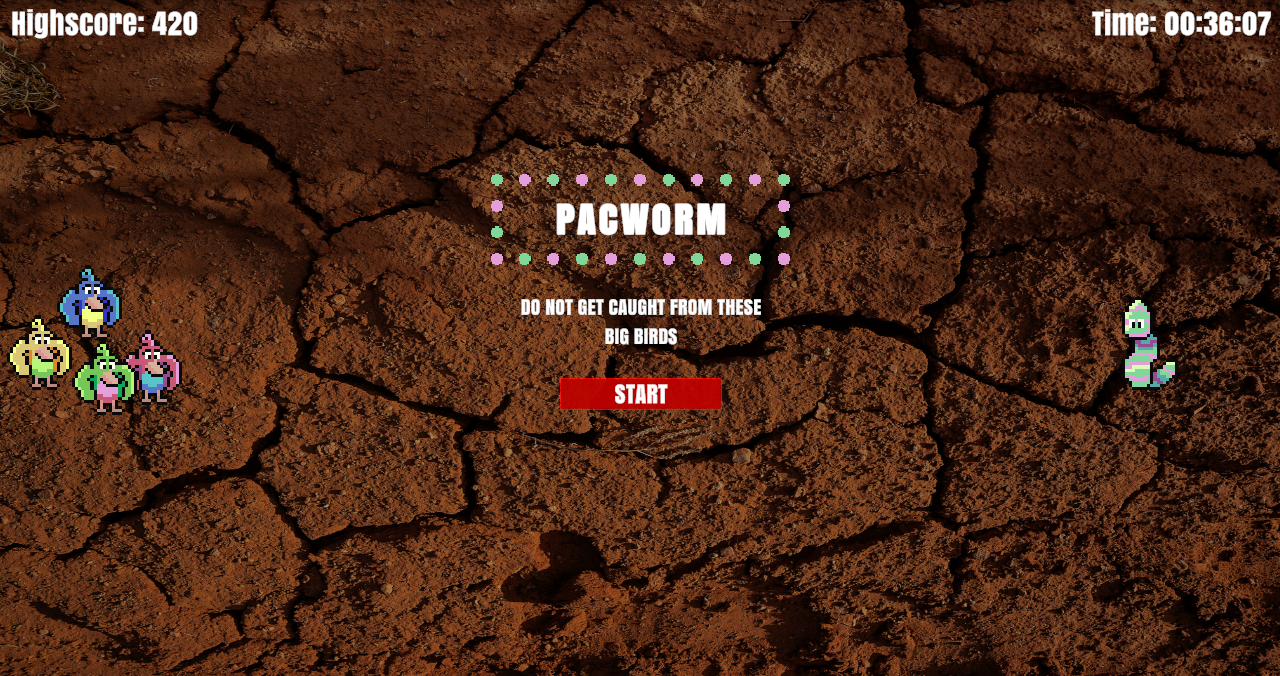 Highscore: 420
Time: 00:36:07
PACWORM
DO NOT GET CAUGHT FROM THESE
BIG BIRDS
START